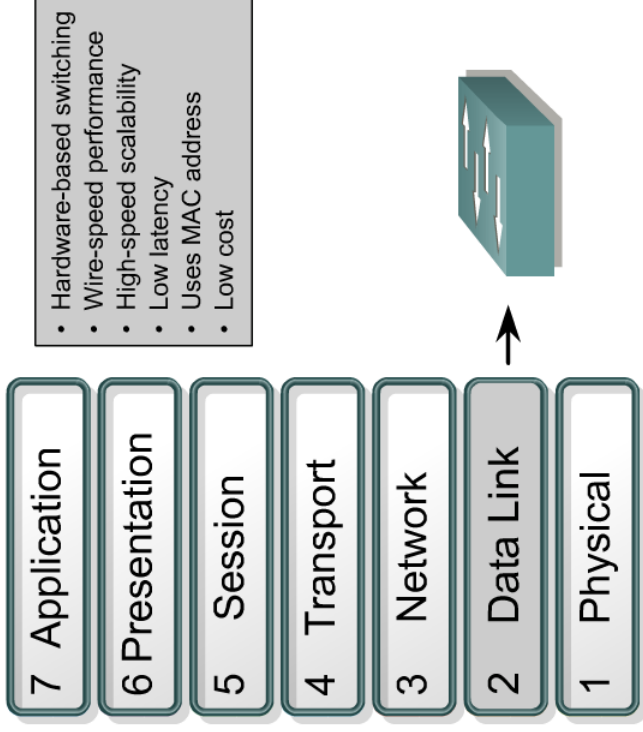 • Hardware-based switching
• Wire-speed performance
• High-speed scalability
• Low latency
• Uses MAC address
• Low cost
7 Application
6 Presentation
5 Session
4 Transport
3 Network
2 Data Link
1 Physical